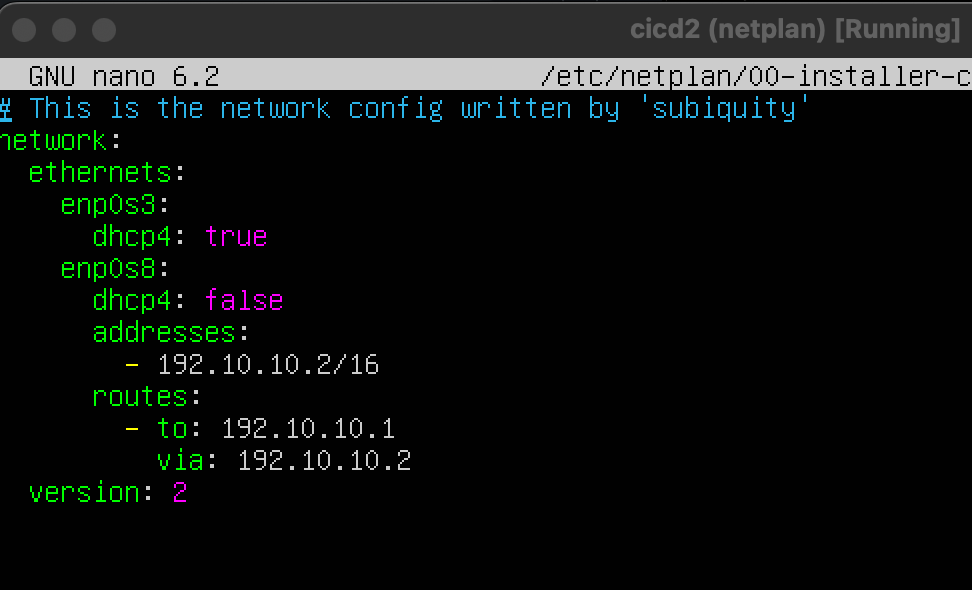 cicd2 (netplan) [Running]
GNU nano 6.2 /etc/netplan/00-installer-c
# This is the network config written by 'subiquity'
network:
  ethernets:
    enp0s3:
      dhcp4: true
    enp0s8:
      dhcp4: false
      addresses:
        - 192.10.10.2/16
      routes:
        - to: 192.10.10.1
          via: 192.10.10.2
  version: 2